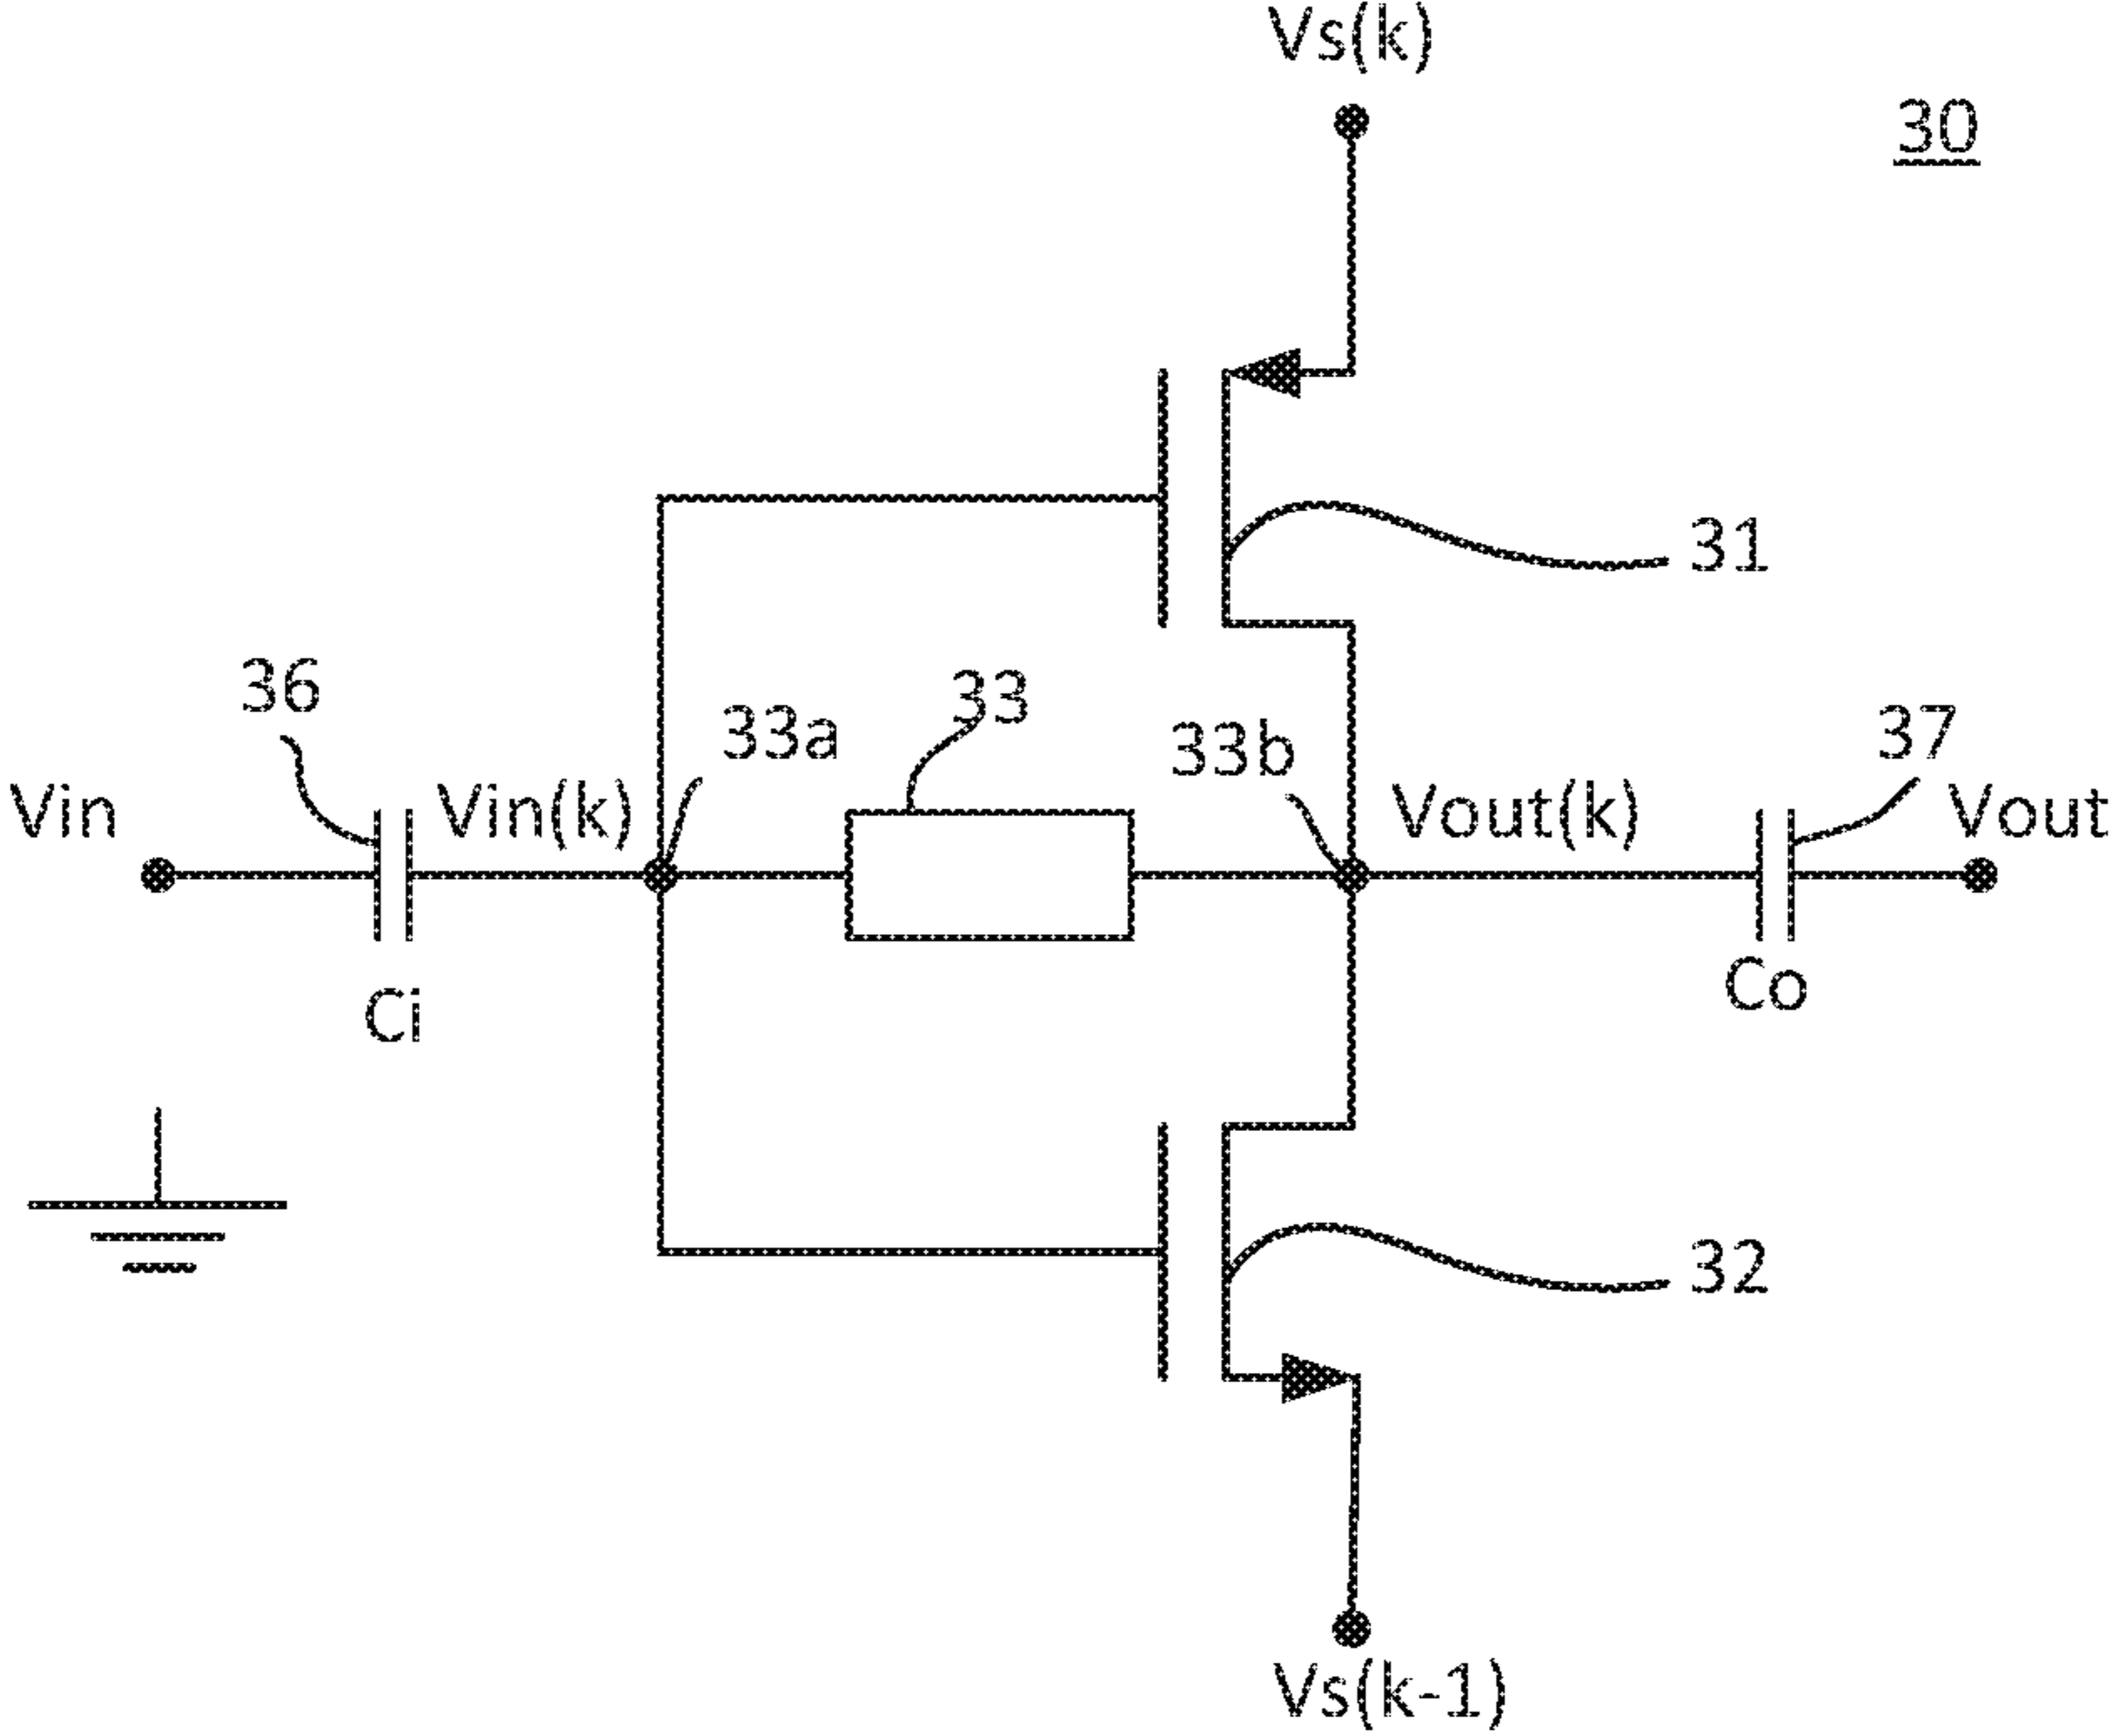 Vs(k)
30
31
36
33
33a
33b
37
Vin
Vin(k)
Vout(k)
Vout
Ci
Co
32
Vs(k-1)